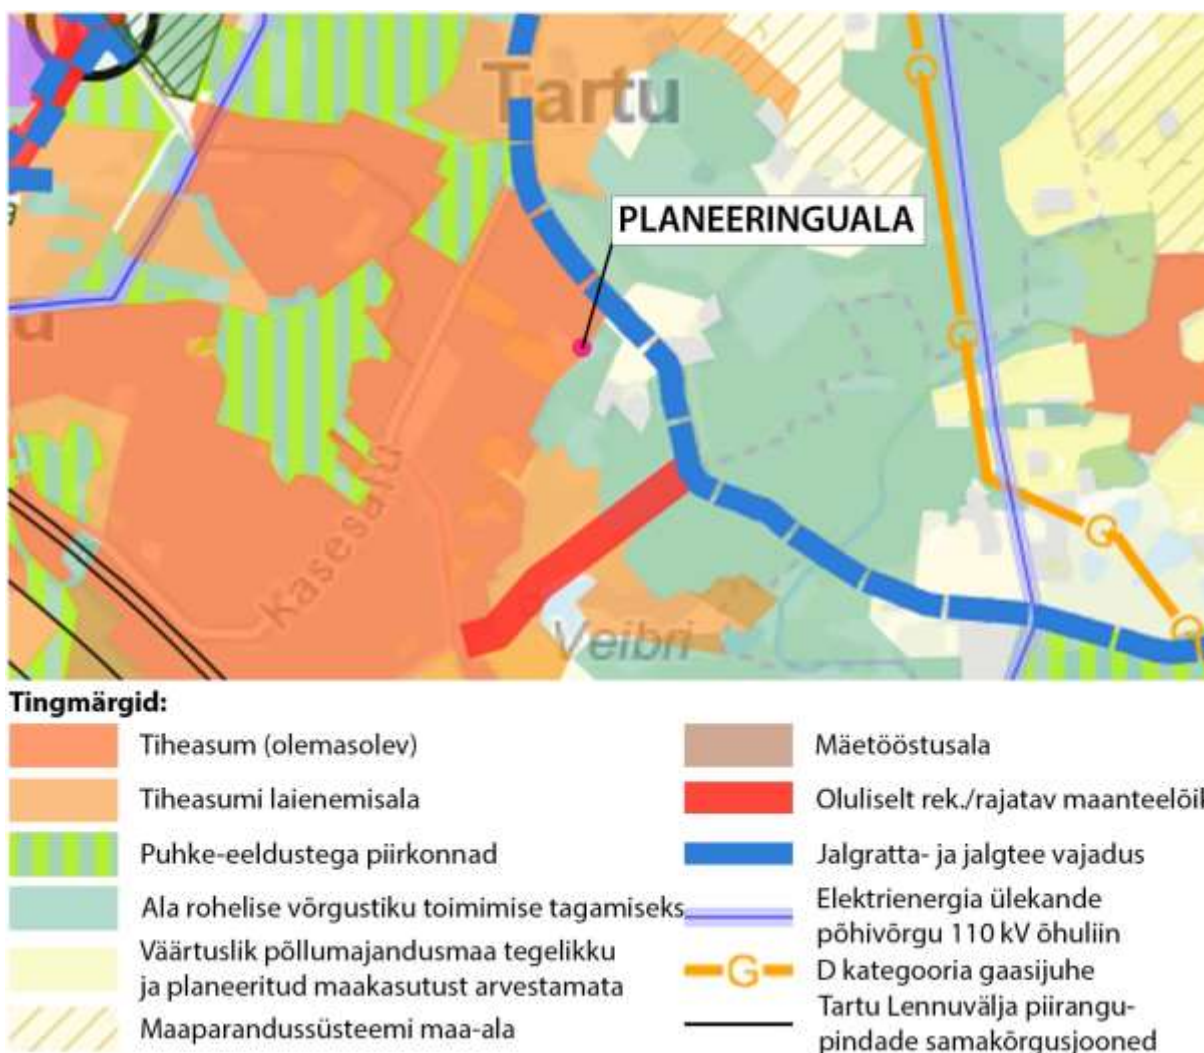 Tartu
PLANEERINGUALA
u
Kasesalu
Veibri
Tingmärgid:
Tiheasum (olemasolev)
Tiheasumi laienemisala
Puhke-eeldustega piirkonnad
Ala rohelise võrgustiku toimimise tagamiseks
Väärtuslik põllumajandusmaa tegelikku
ja planeeritud maakasutust arvestamata
Maaparandussüsteemi maa-ala
Mäetööstusala
Oluliselt rek./rajatav maanteelõik
Jalgratta- ja jalgtee vajadus
Elektrienergia ülekande
põhivõrgu 110 kV õhuliin
G D kategooria gaasijuhe
Tartu Lennuvälja piirangu-
pindade samakõrgusjooned